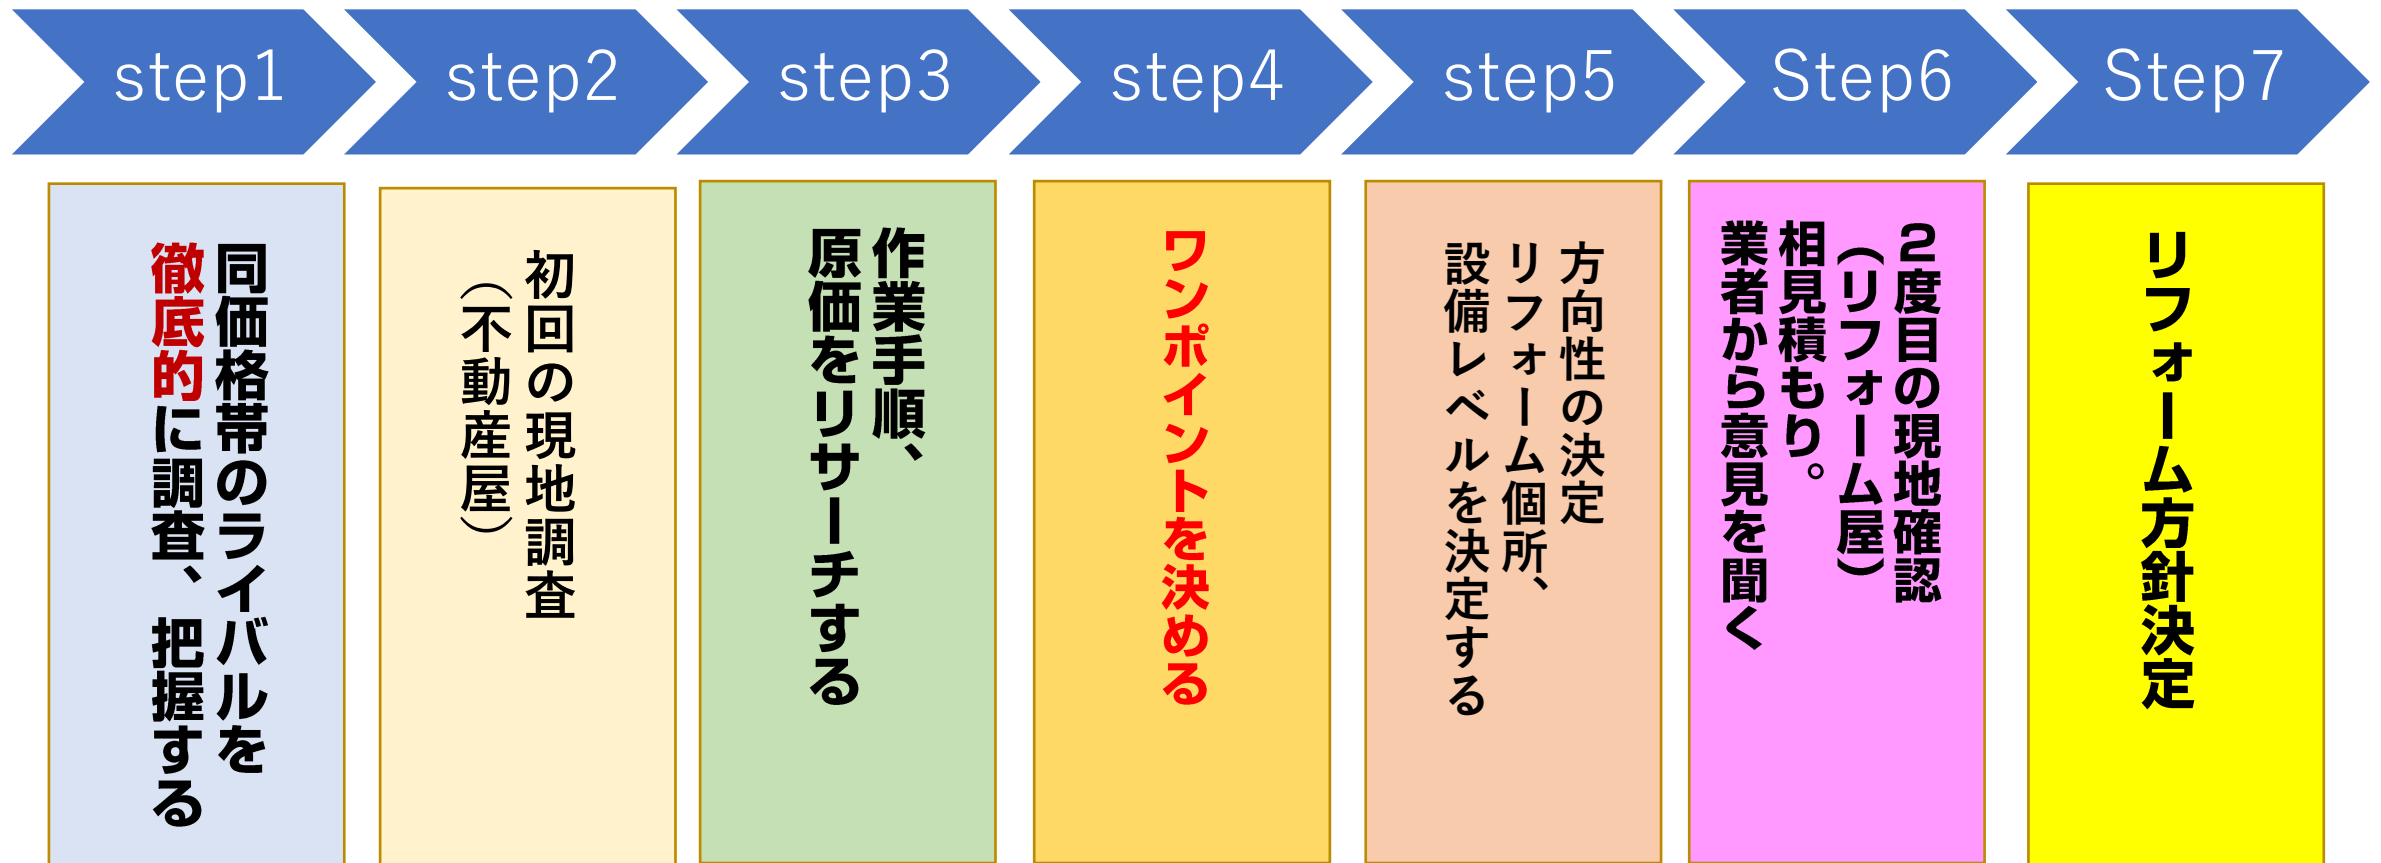 step1
step2
step3
step4
step5
Step6
Step7
同価格帯のライバルを
徹底的に調査、把握する
初回の現地調査
（不動産屋）
作業手順、
原価をリサーチする
ワンポイントを決める
方向性の決定
リフォーム個所、
設備レベルを決定する
２度目の現地確認
（リフォーム屋）
相見積もり。
業者から意見を聞く
リフォーム方針決定